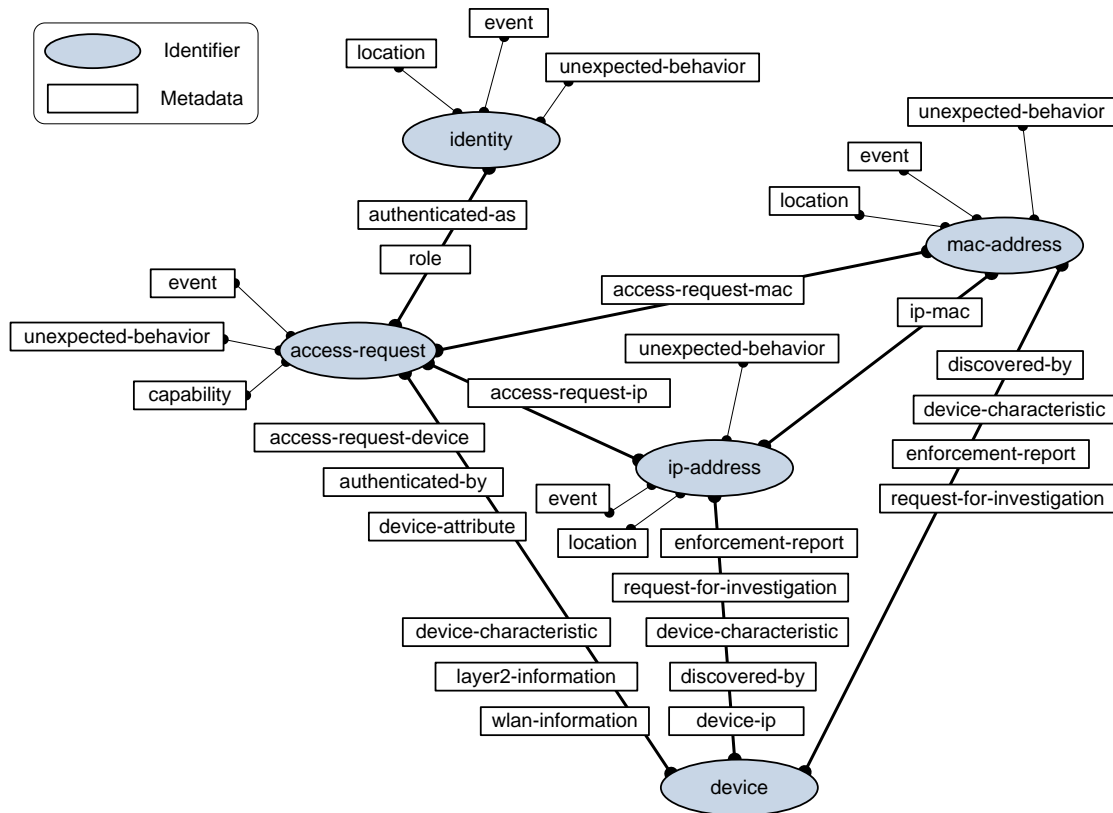 Identifier
Metadata
event
location
unexpected-behavior
identity
unexpected-behavior
event
location
mac-address
authenticated-as
role
access-request-mac
ip-mac
event
unexpected-behavior
capability
access-request
unexpected-behavior
access-request-ip
discovered-by
device-characteristic
enforcement-report
request-for-investigation
access-request-device
authenticated-by
device-attribute
ip-address
event
location
enforcement-report
request-for-investigation
device-characteristic
discovered-by
device-ip
device-characteristic
layer2-information
wlan-information
device